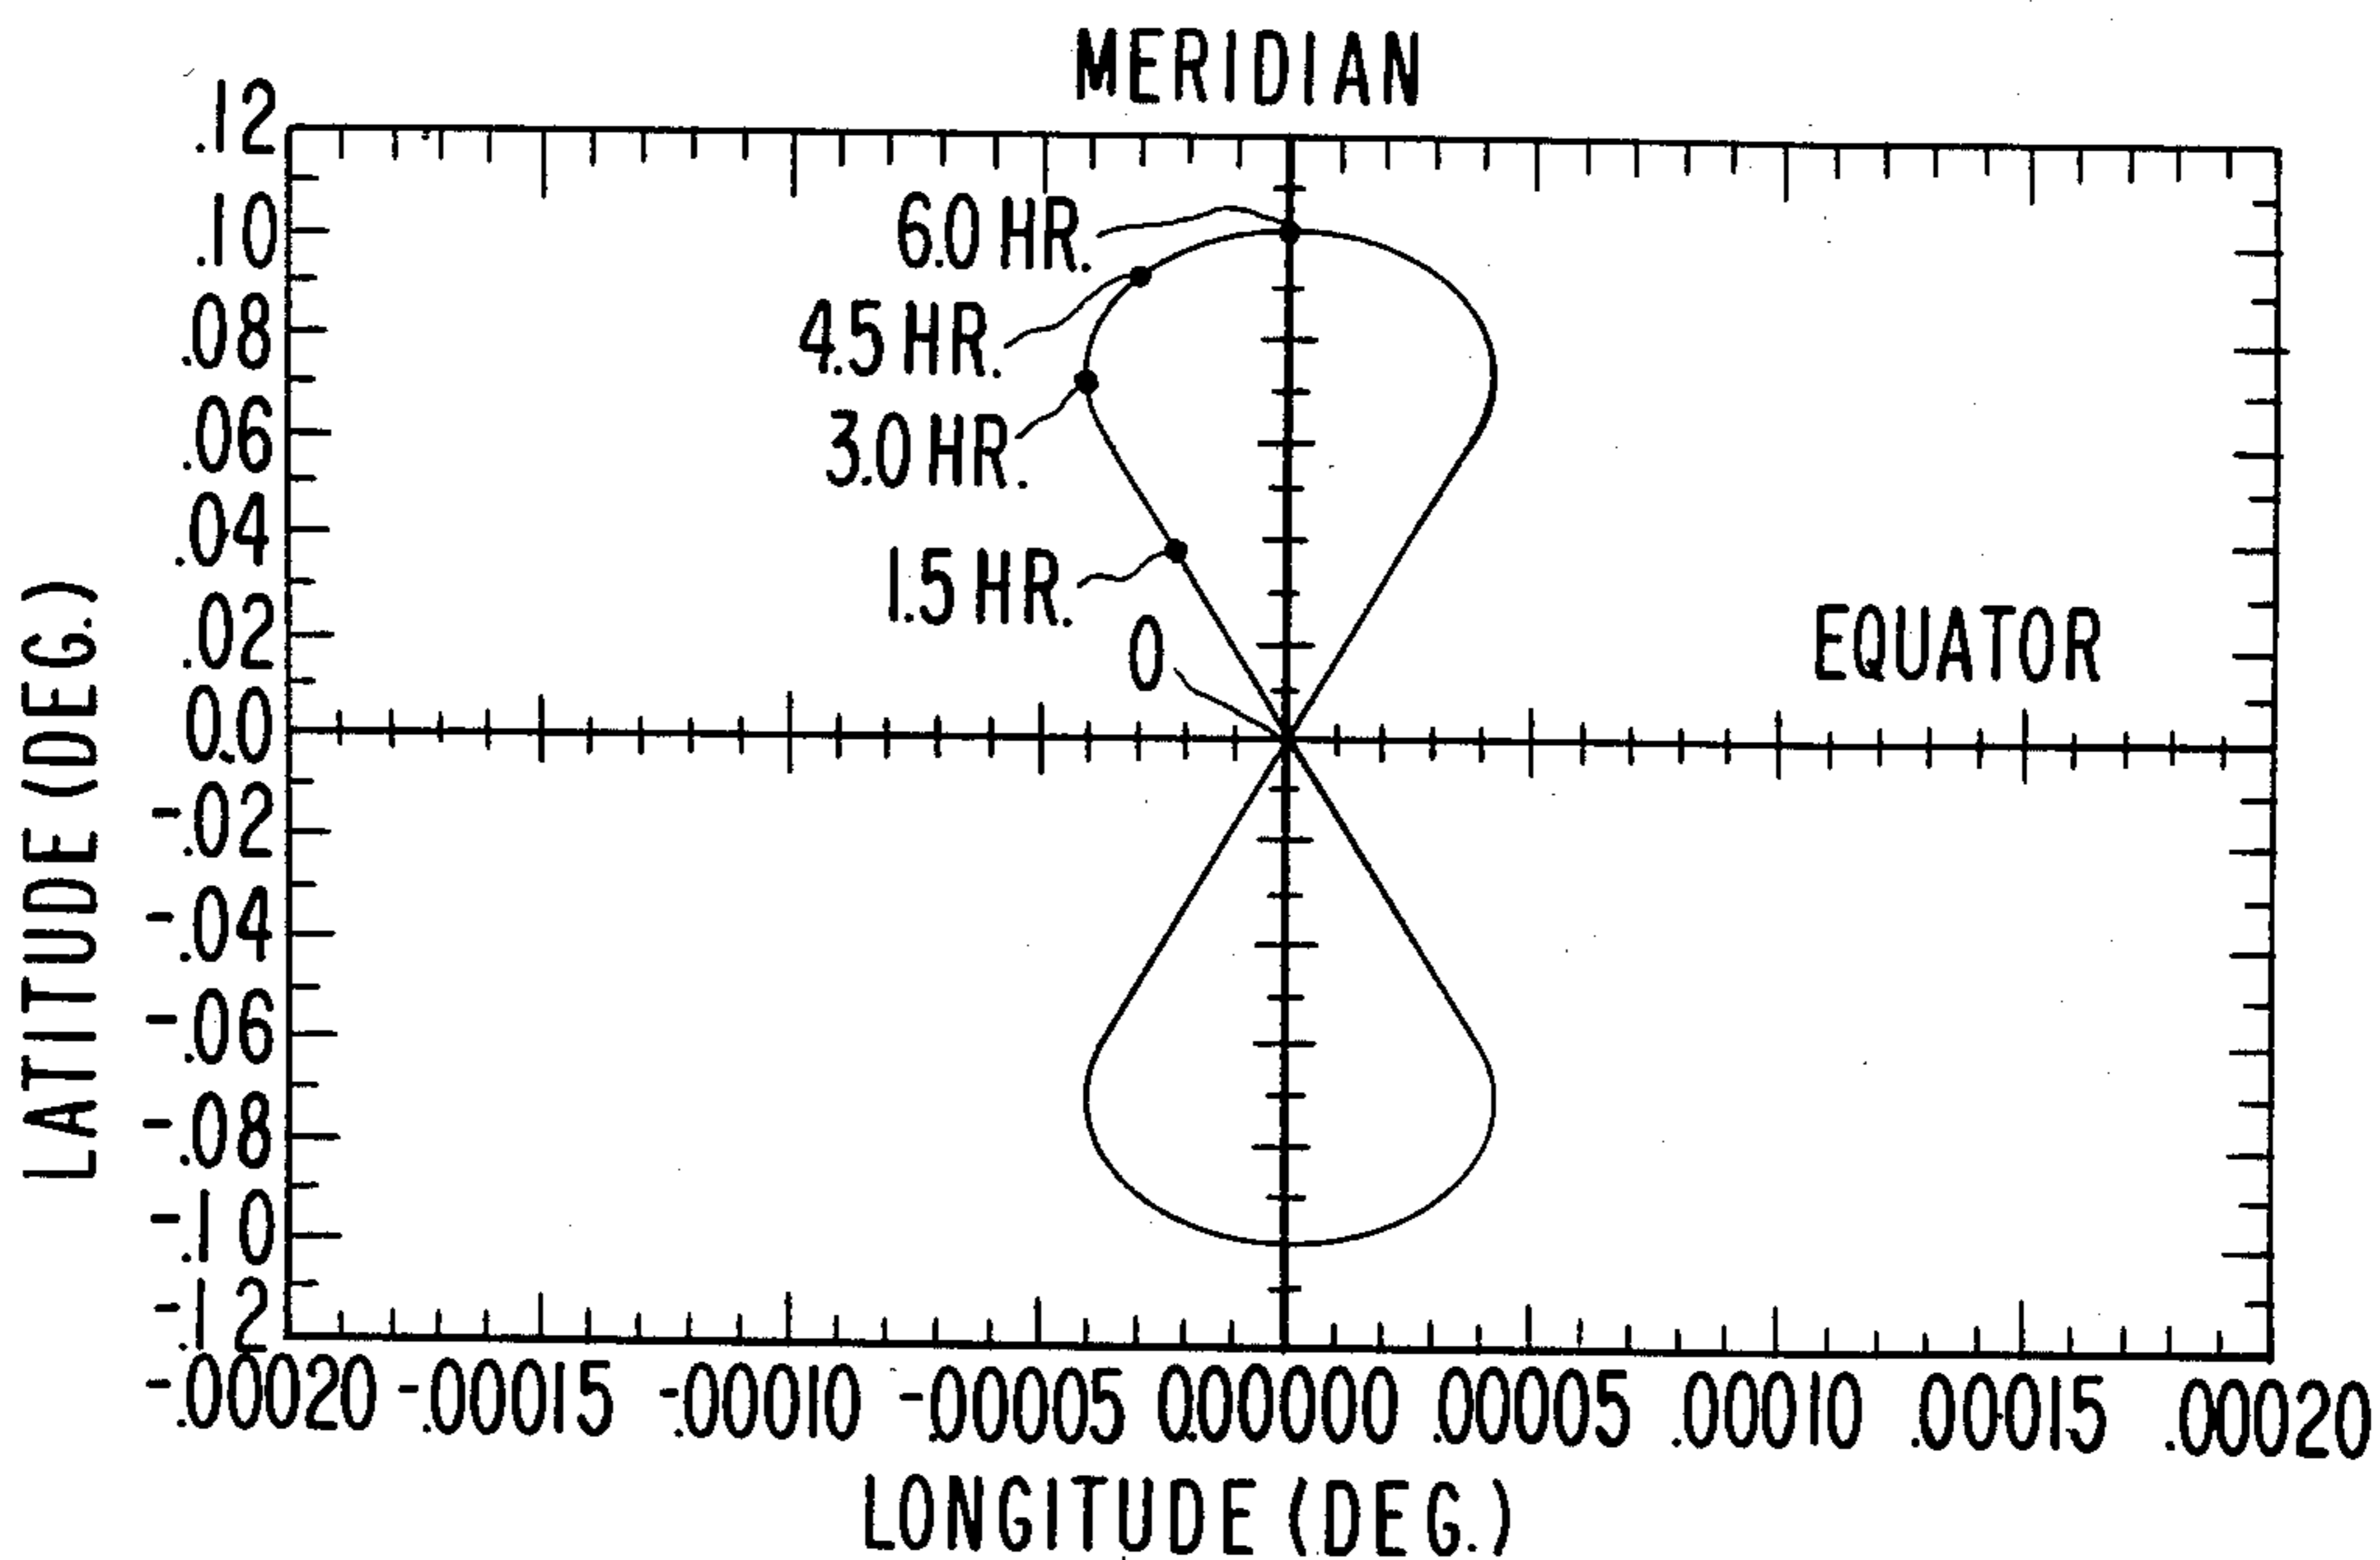 MERIDIAN
.12
.10
6.0 HR.
.08
4.5 HR.
.06
3.0 HR.
.04
1.5 HR.
.02
0
EQUATOR
0.0
-.02
-.04
-.06
-.08
-.10
-.12
LATITUDE (DEG.)
-.00020 -.00015 -.00010 -.00005 0.00000 .00005 .00010 .00015 .00020
LONGITUDE (DEG.)